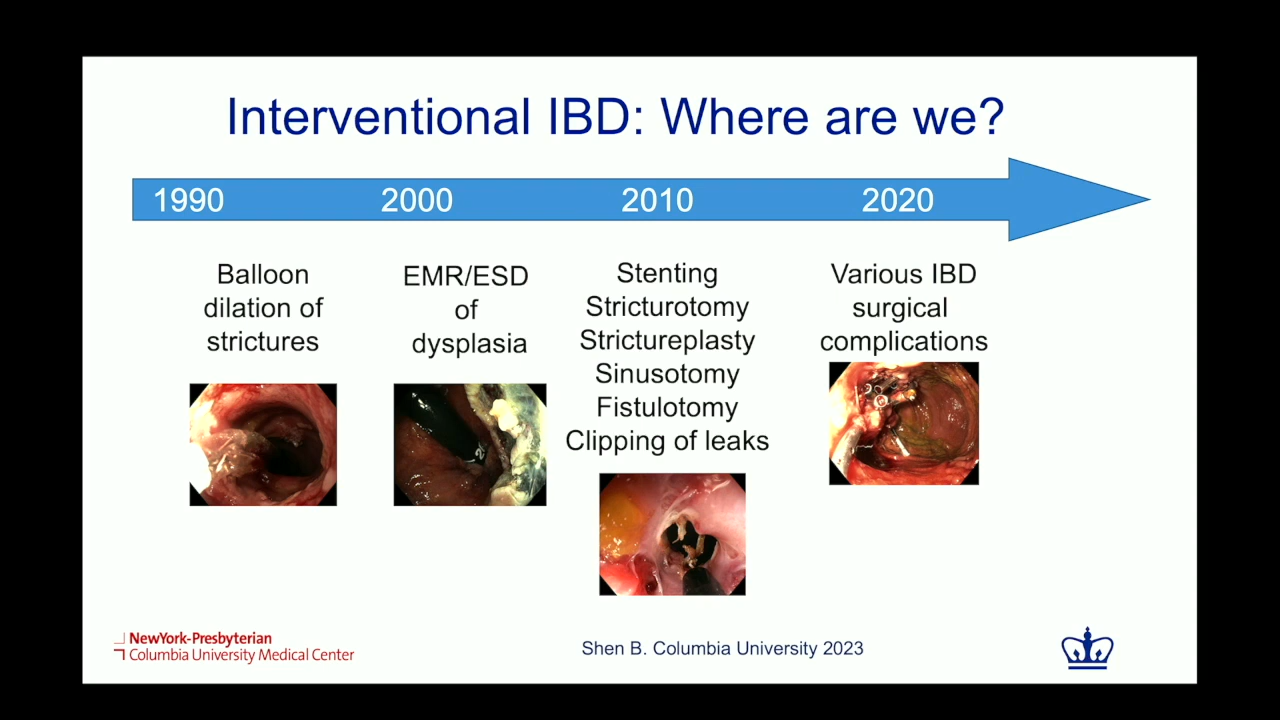 Interventional IBD: Where are we?
1990 2000 2010 2020
Balloon
dilation of
strictures
EMR/ESD
of
dysplasia
Stenting
Stricturotomy
Strictureplasty
Sinusotomy
Fistulotomy
Clipping of leaks
Various IBD
surgical
complications
NewYork-Presbyterian
Columbia University Medical Center
Shen B. Columbia University 2023